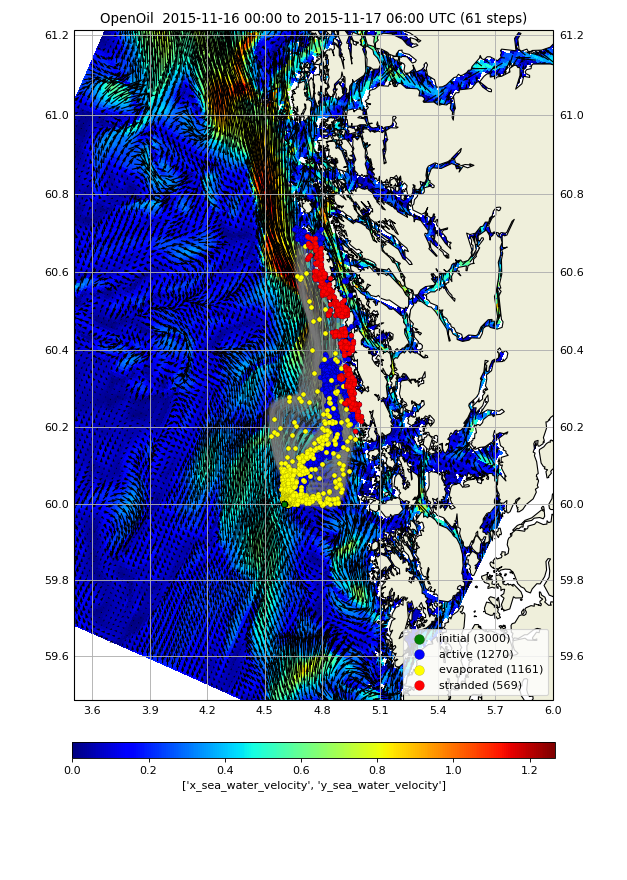 OpenOil  2015-11-16 00:00 to 2015-11-17 06:00 UTC (61 steps)
61.2 61.2
61.0 61.0
60.8 60.8
60.6 60.6
60.4 60.4
60.2 60.2
60.0 60.0
59.8 59.8
59.6 59.6
initial (3000)
active (1270)
evaporated (1161)
stranded (569)
3.6 3.9 4.2 4.5 4.8 5.1 5.4 5.7 6.0
0.0 0.2 0.4 0.6 0.8 1.0 1.2
['x_sea_water_velocity', 'y_sea_water_velocity']